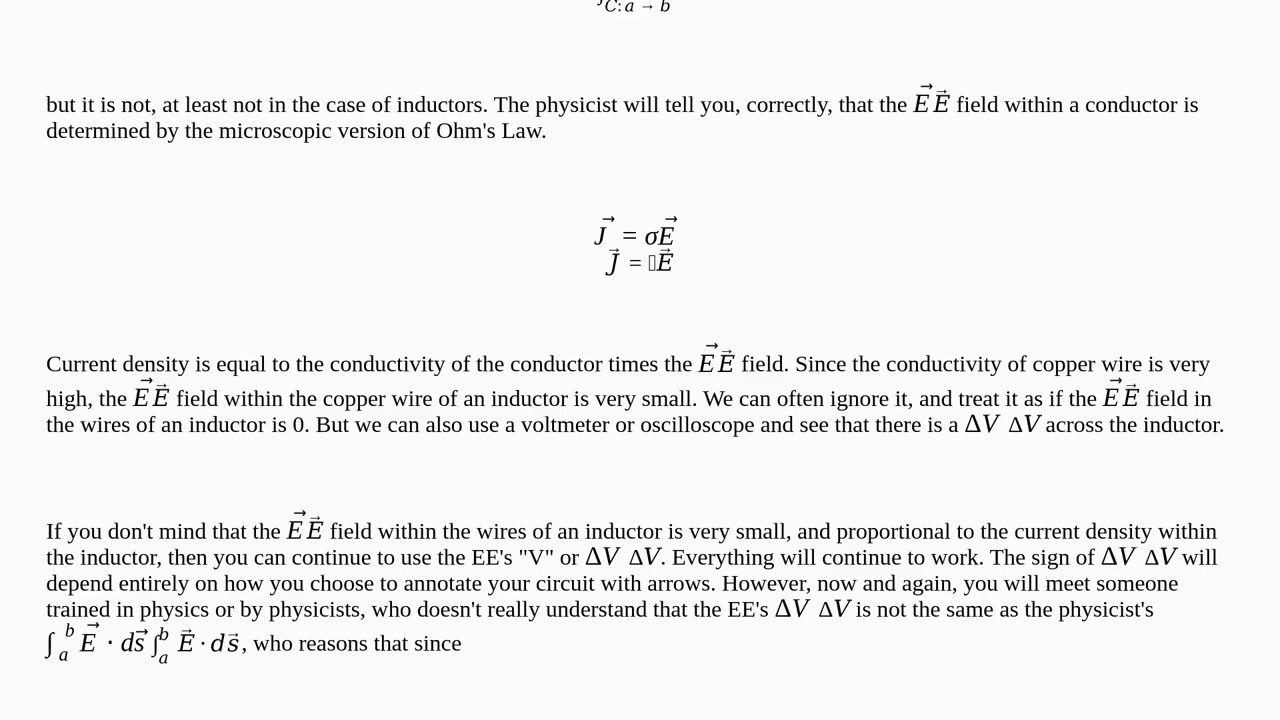 C: a → b
but it is not, at least not in the case of inductors. The physicist will tell you, correctly, that the E⃗ E⃗ field within a conductor is
determined by the microscopic version of Ohm's Law.
J⃗ = σE⃗
J⃗ = ▯E⃗
Current density is equal to the conductivity of the conductor times the E⃗ E⃗ field. Since the conductivity of copper wire is very
high, the E⃗ E⃗ field within the copper wire of an inductor is very small. We can often ignore it, and treat it as if the E⃗ E⃗ field in
the wires of an inductor is 0. But we can also use a voltmeter or oscilloscope and see that there is a ΔV ΔV across the inductor.
If you don't mind that the E⃗ E⃗ field within the wires of an inductor is very small, and proportional to the current density within
the inductor, then you can continue to use the EE's "V" or ΔV ΔV. Everything will continue to work. The sign of ΔV ΔV will
depend entirely on how you choose to annotate your circuit with arrows. However, now and again, you will meet someone
trained in physics or by physicists, who doesn't really understand that the EE's ΔV ΔV is not the same as the physicist's
∫ₐᵇ E⃗ · ds⃗ ∫ₐᵇ E⃗ · ds⃗, who reasons that since